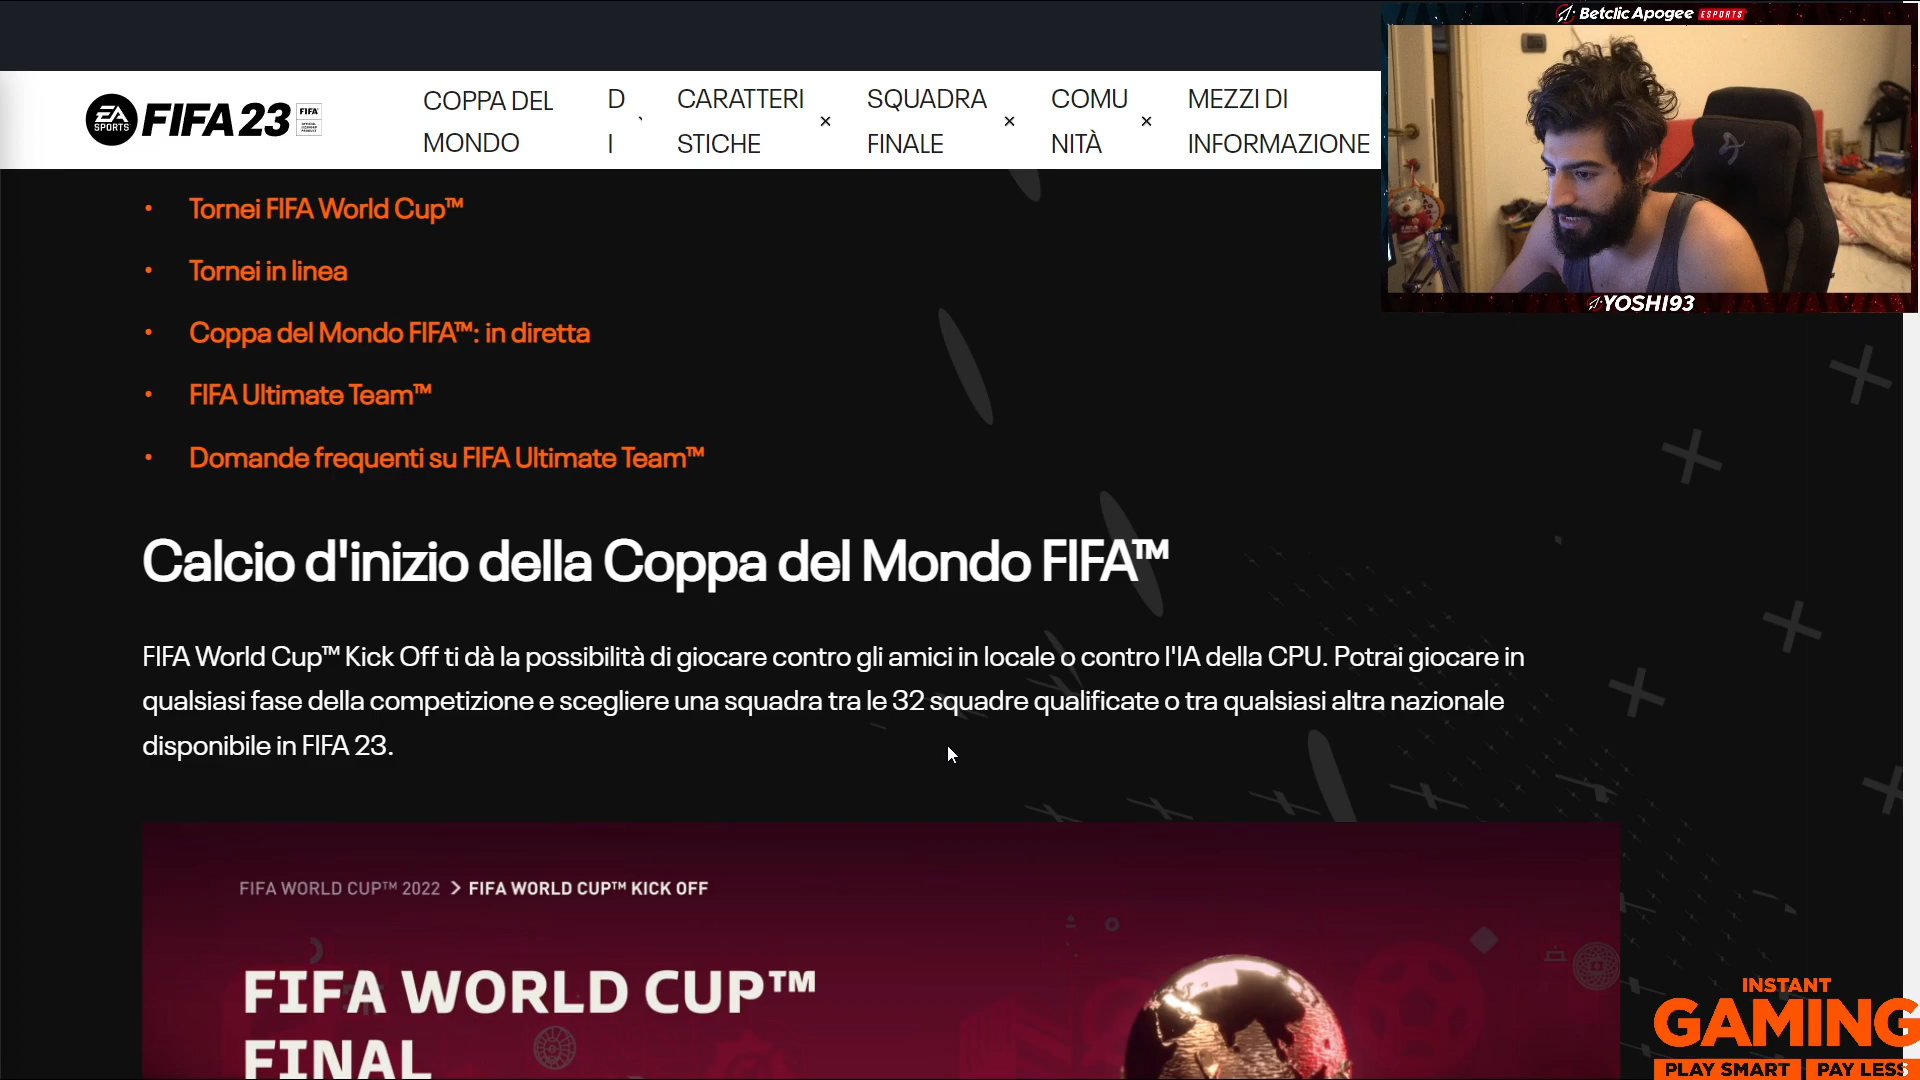 Betclic Apogee ESPORTS
EA SPORTS FIFA 23 FIFA
COPPA DEL MONDO
D I
CARATTERI STICHE
SQUADRA FINALE
COMU NITÀ
MEZZI DI INFORMAZIONE
YOSHI93
• Tornei FIFA World Cup™
• Tornei in linea
• Coppa del Mondo FIFA™: in diretta
• FIFA Ultimate Team™
• Domande frequenti su FIFA Ultimate Team™
Calcio d'inizio della Coppa del Mondo FIFA™
FIFA World Cup™ Kick Off ti dà la possibilità di giocare contro gli amici in locale o contro l'IA della CPU. Potrai giocare in
qualsiasi fase della competizione e scegliere una squadra tra le 32 squadre qualificate o tra qualsiasi altra nazionale
disponibile in FIFA 23.
FIFA WORLD CUP™ 2022 > FIFA WORLD CUP™ KICK OFF
FIFA WORLD CUP™
FINAL
INSTANT
GAMING
PLAY SMART PAY LESS